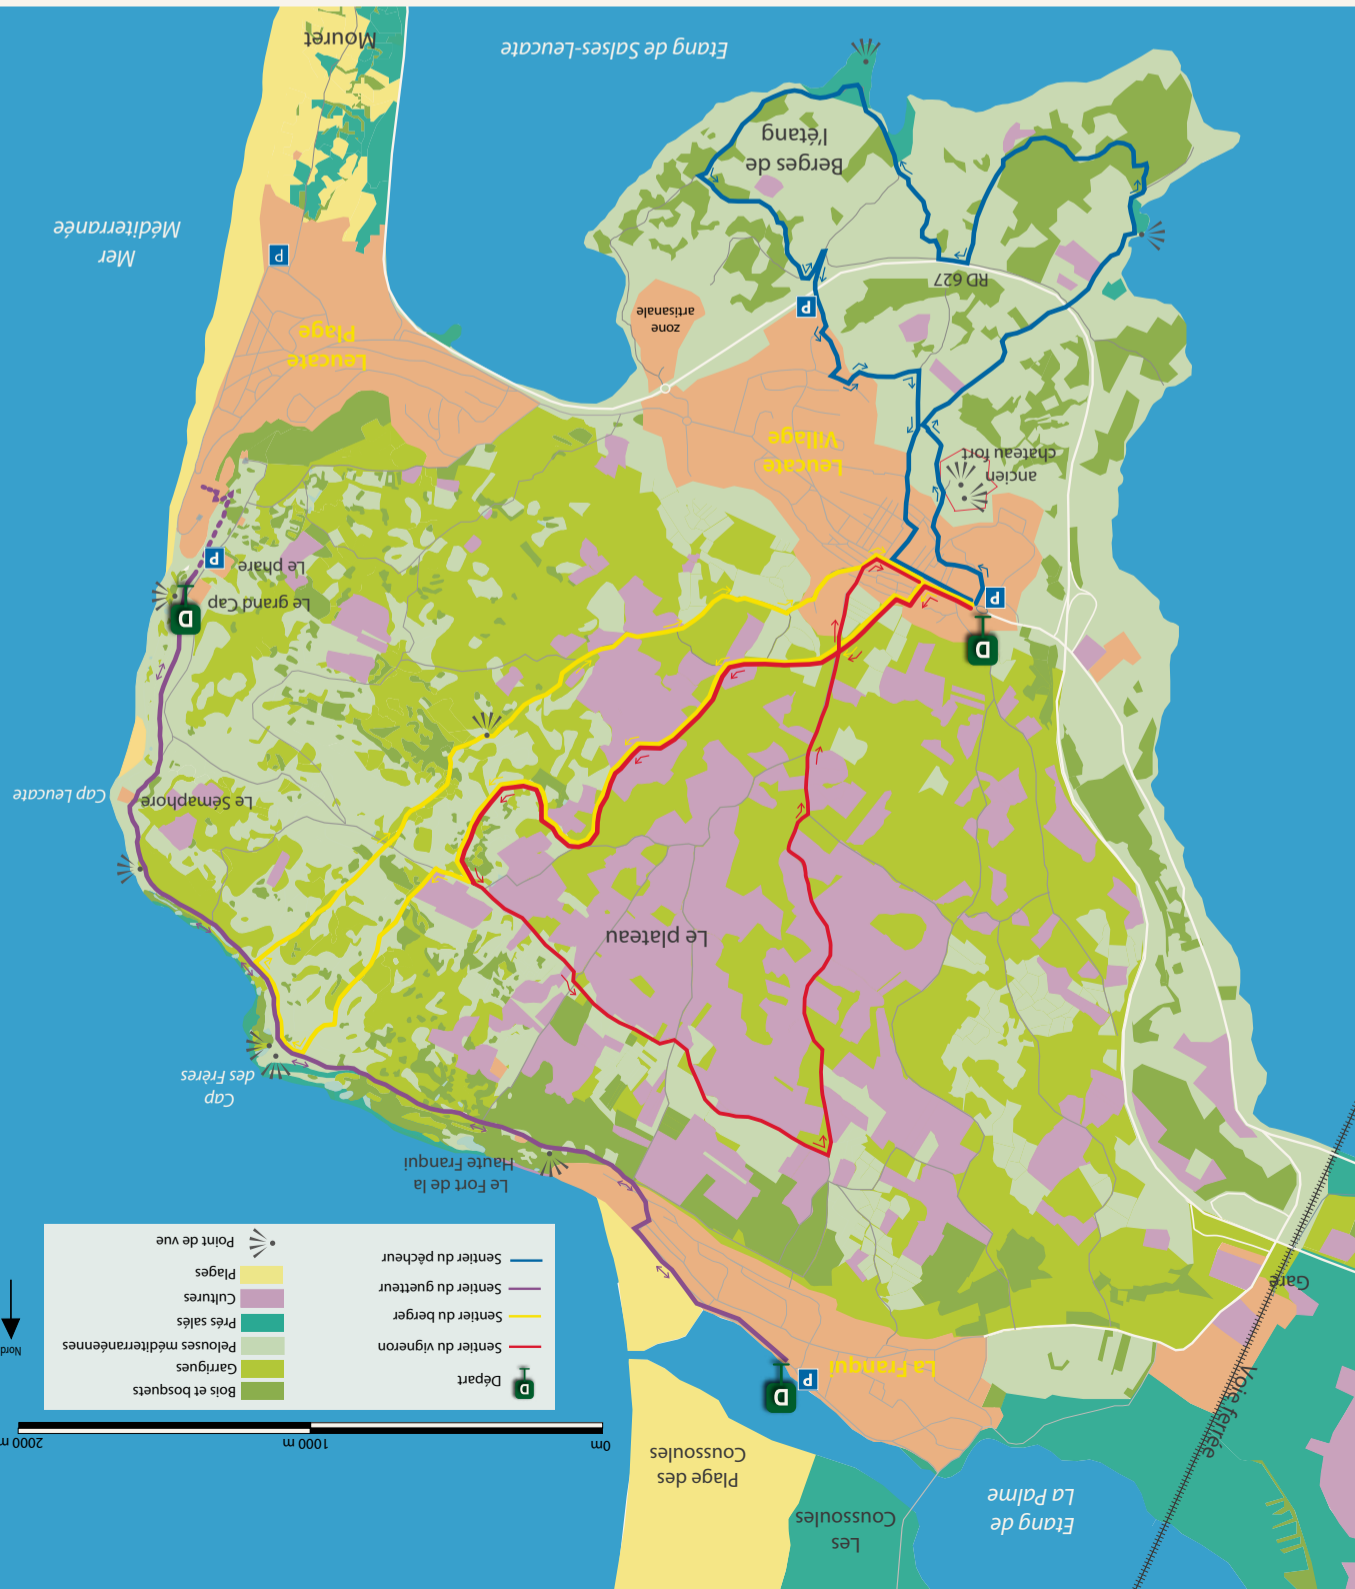 Les
Coussoules
Etang de
La Palme
Plage des
Coussoules
0m
1000 m
2000 m
Voie ferrée
D
P
La Franqui
Gare
D
Départ
Sentier du vigneron
Sentier du berger
Sentier du guetteur
Sentier du pêcheur
Bois et bosquets
Garrigues
Pelouses méditerranéennes
Prés salés
Cultures
Plages
Point de vue
Nord
Le Fort de la
Haute Franqui
Cap
des Frères
Le plateau
Le Sémaphore
Cap Leucate
D
P
D
Le grand Cap
Le phare
P
ancien
chateau fort
Leucate
Village
Leucate
Plage
zone
artisanale
P
RD 627
P
Mer
Méditerranée
Berges de
l'étang
Etang de Salses-Leucate
Mouret